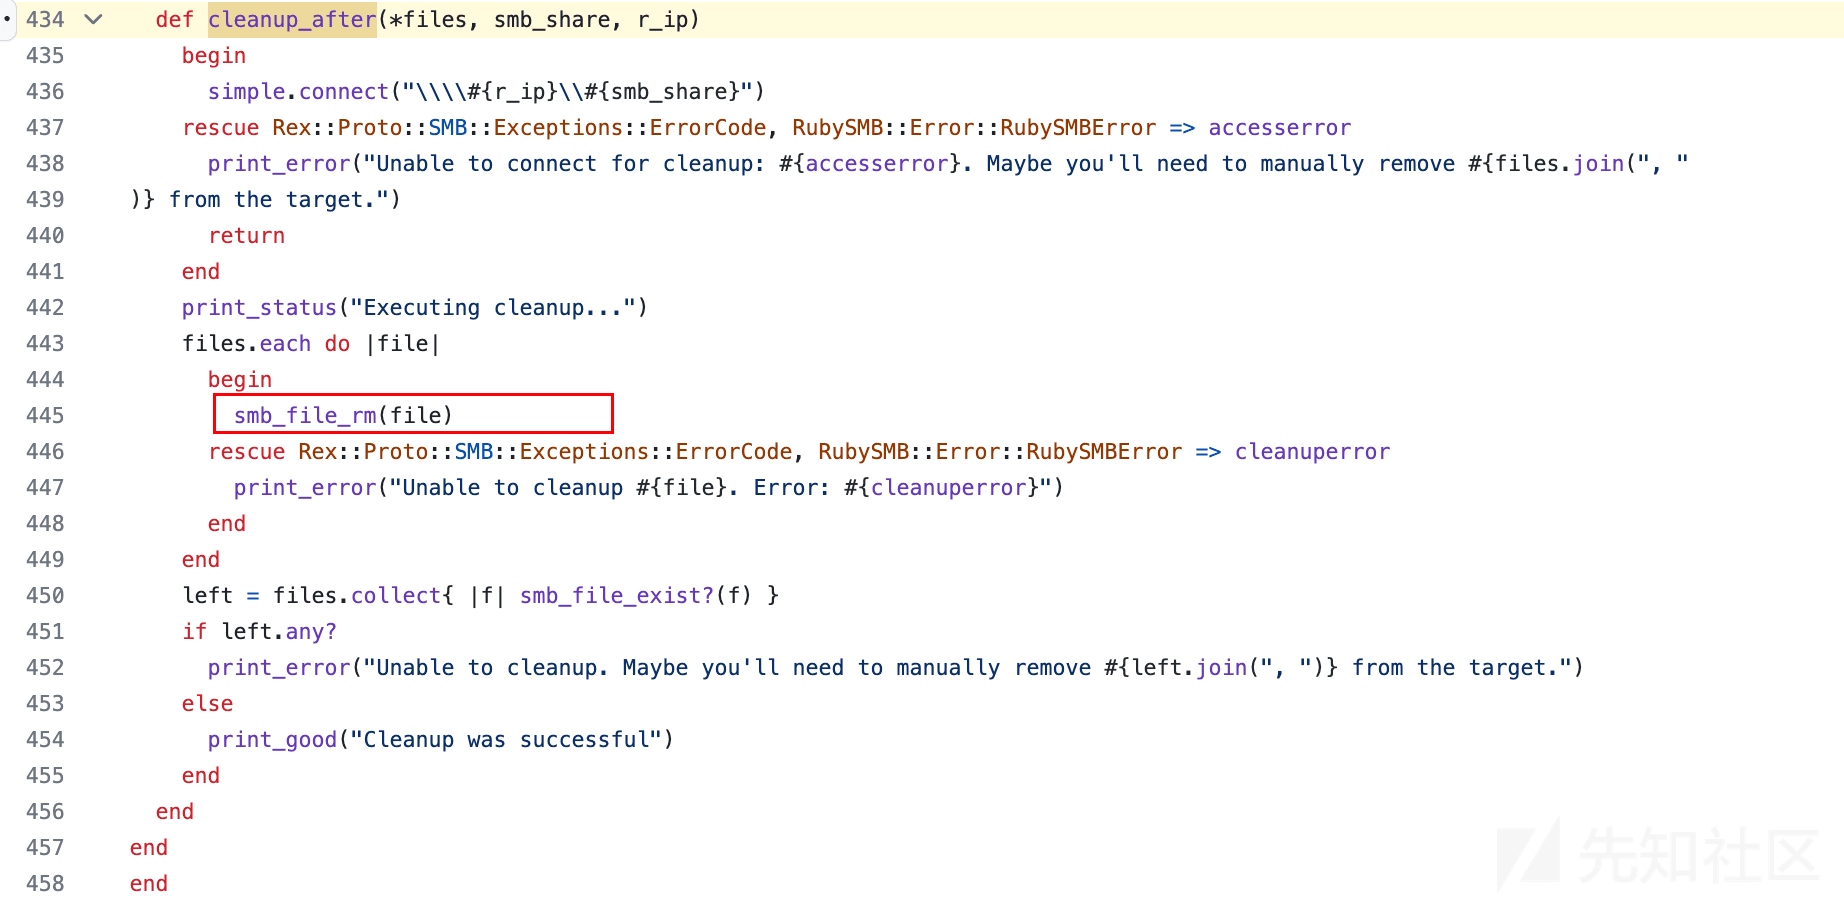 434 def cleanup_after(*files, smb_share, r_ip)
435 begin
436 simple.connect("\\\\#{r_ip}\\#{smb_share}")
437 rescue Rex::Proto::SMB::Exceptions::ErrorCode, RubySMB::Error::RubySMBError => accesserror
438 print_error("Unable to connect for cleanup: #{accesserror}. Maybe you'll need to manually remove #{files.join(", "
439 )} from the target.")
440 return
441 end
442 print_status("Executing cleanup...")
443 files.each do |file|
444 begin
445 smb_file_rm(file)
446 rescue Rex::Proto::SMB::Exceptions::ErrorCode, RubySMB::Error::RubySMBError => cleanuperror
447 print_error("Unable to cleanup #{file}. Error: #{cleanuperror}")
448 end
449 end
450 left = files.collect{ |f| smb_file_exist?(f) }
451 if left.any?
452 print_error("Unable to cleanup. Maybe you'll need to manually remove #{left.join(", ")} from the target.")
453 else
454 print_good("Cleanup was successful")
455 end
456 end
457 end
458 end
先知社区